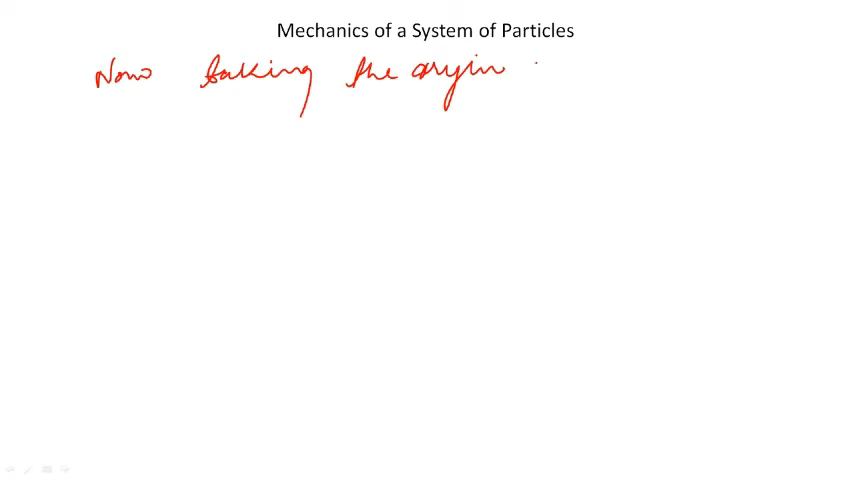 Mechanics of a System of Particles
Now taking the origin